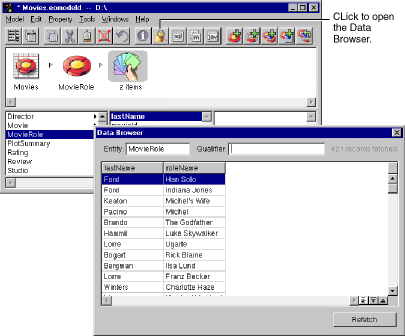 * Movies.eomodeld -- D:\
Model Edit Property Tools Windows Help
CLick to open
the Data
Browser.
sql
Movies
MovieRole
2 items
Director
Movie
MovieRole
PlotSummary
Rating
Review
Studio
lastName
Data Browser
Entity: MovieRole Qualifier:
421 records fetched
lastName roleName
Ford Han Solo
Ford Indiana Jones
Keaton Michel's Wife
Pacino Michel
Brando The Godfather
Hammil Luke Skywalker
Lorre Ugarte
Bogart Rick Blaine
Bergman Ilsa Lund
Lorre Franz Becker
Winters Charlotte Haze
Refetch